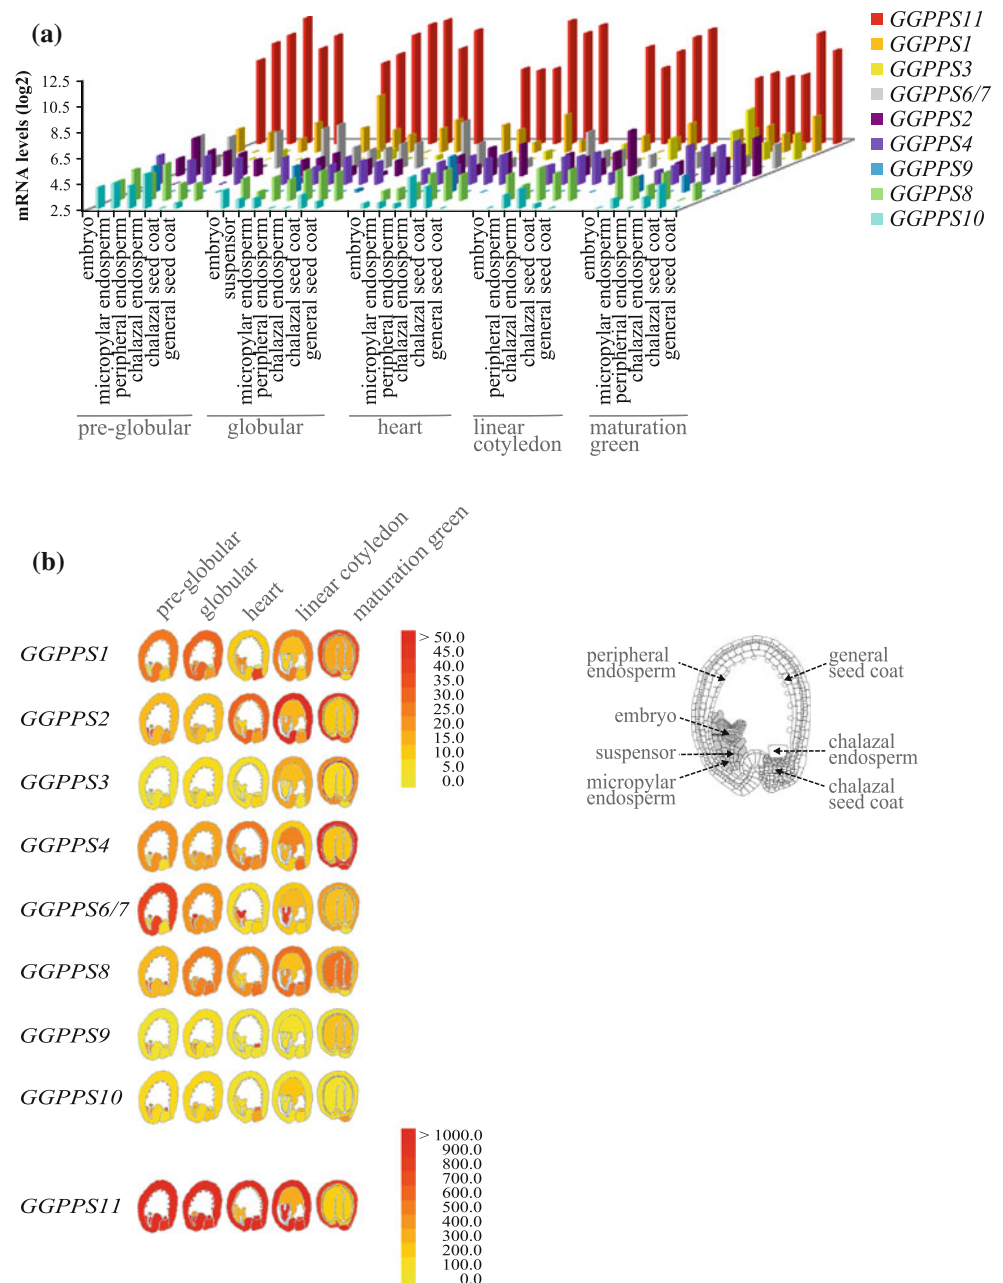 (a)
mRNA levels (log2)
12.5
10.5
8.5
6.5
4.5
2.5
GGPPS11
GGPPS1
GGPPS3
GGPPS6/7
GGPPS2
GGPPS4
GGPPS9
GGPPS8
GGPPS10
embryo
micropylar endosperm
peripheral endosperm
chalazal endosperm
chalazal seed coat
general seed coat
embryo
suspensor
micropylar endosperm
peripheral endosperm
chalazal endosperm
chalazal seed coat
general seed coat
embryo
micropylar endosperm
peripheral endosperm
chalazal endosperm
chalazal seed coat
general seed coat
embryo
peripheral endosperm
chalazal endosperm
chalazal seed coat
general seed coat
embryo
micropylar endosperm
peripherial endosperm
chalazal endosperm
chalazal seed coat
general seed coat
pre-globular
globular
heart
linear
cotyledon
maturation
green
(b)
pre-globular
globular
heart
linear cotyledon
maturation green
GGPPS1
GGPPS2
GGPPS3
GGPPS4
GGPPS6/7
GGPPS8
GGPPS9
GGPPS10
GGPPS11
> 50.0
45.0
40.0
35.0
30.0
25.0
20.0
15.0
10.0
5.0
0.0
> 1000.0
900.0
800.0
700.0
600.0
500.0
400.0
300.0
200.0
100.0
0.0
peripheral
endosperm
embryo
suspensor
micropylar
endosperm
general
seed coat
chalazal
endosperm
chalazal
seed coat